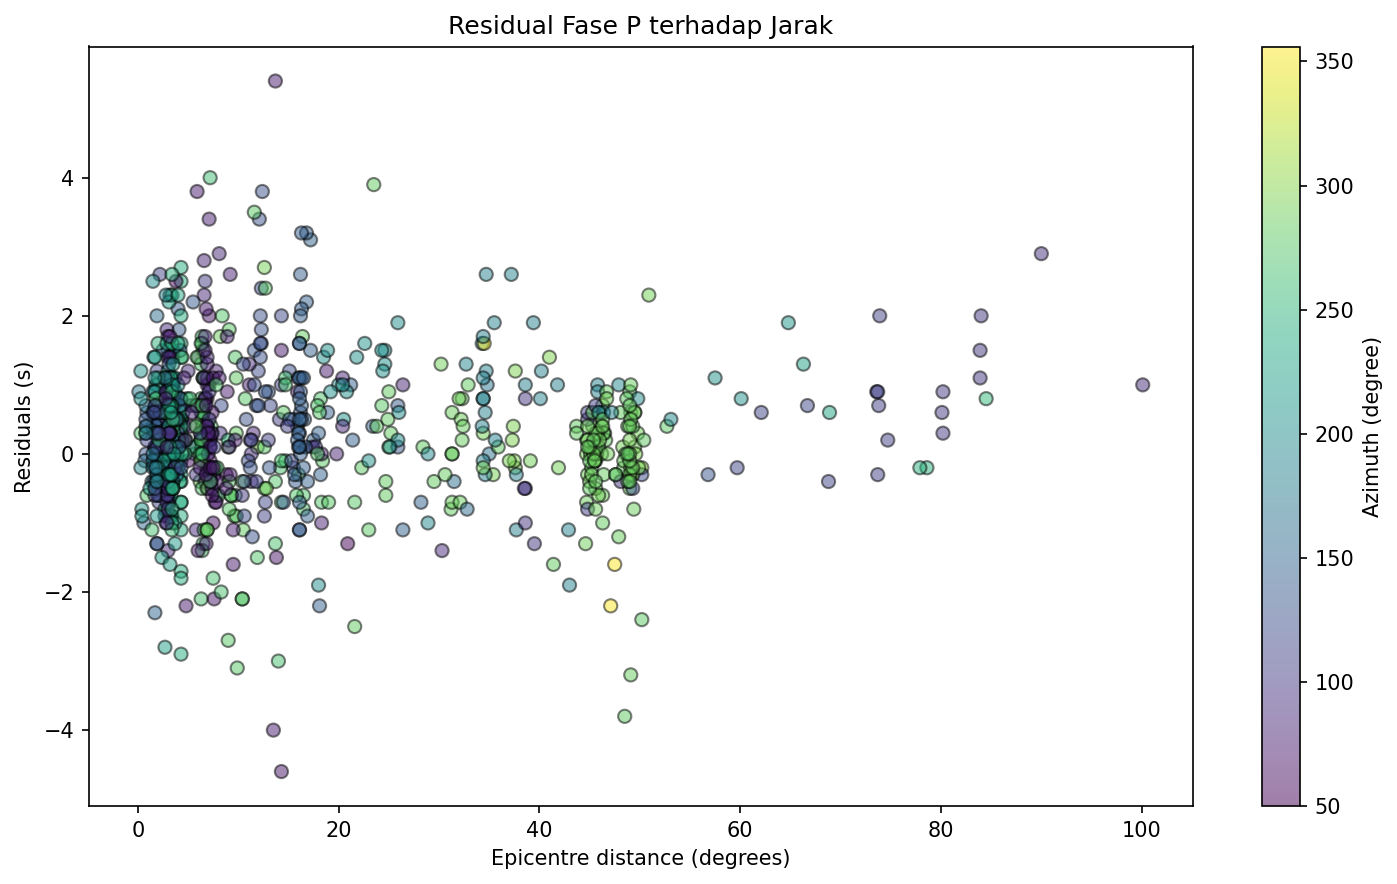 Residual Fase P terhadap Jarak
Residuals (s)
4
2
0
−2
−4
0 20 40 60 80 100
Epicentre distance (degrees)
350
300
250
200
150
100
50
Azimuth (degree)